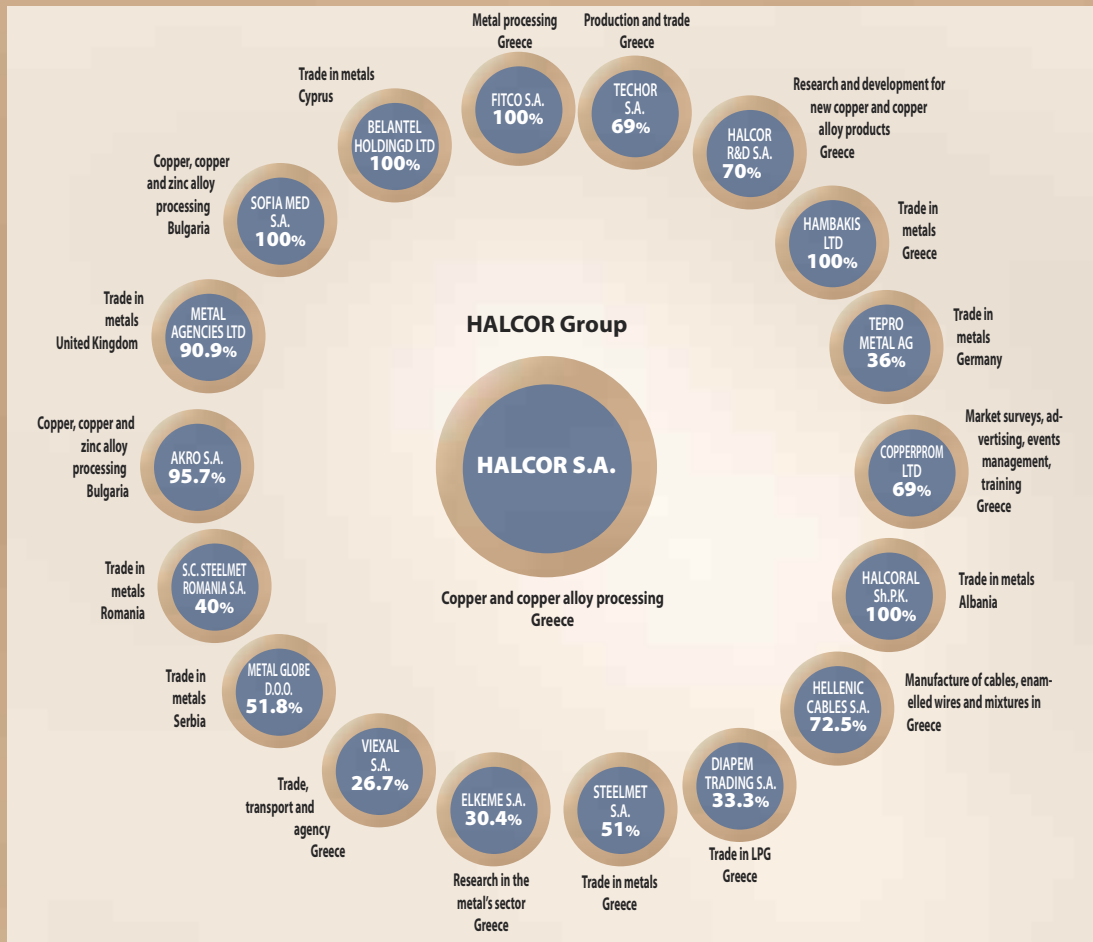 Metal processing
Greece
FITCO S.A.
100%
Production and trade
Greece
TECHOR
S.A.
69%
Research and development for
new copper and copper
alloy products
Greece
HALCOR
R&D S.A.
70%
Trade in
metals
Greece
HAMBAKIS
LTD
100%
Trade in
metals
Germany
TEPRO
METAL AG
36%
Market surveys, ad-
vertising, events
management,
training
Greece
COPPERPROM
LTD
69%
Trade in metals
Albania
HALCORAL
Sh.P.K.
100%
Manufacture of cables, enam-
elled wires and mixtures in
Greece
HELLENIC
CABLES S.A.
72.5%
DIAPEM
TRADING S.A.
33.3%
Trade in LPG
Greece
STEELMET
S.A.
51%
Trade in metals
Greece
ELKEME S.A.
30.4%
Research in the
metal's sector
Greece
VIEXAL
S.A.
26.7%
Trade,
transport and
agency
Greece
METAL GLOBE
D.O.O.
51.8%
Trade in
metals
Serbia
S.C. STEELMET
ROMANIA S.A.
40%
Trade in
metals
Romania
AKRO S.A.
95.7%
Copper, copper and
zinc alloy
processing
Bulgaria
METAL
AGENCIES LTD
90.9%
Trade in
metals
United Kingdom
SOFIA MED
S.A.
100%
Copper, copper
and zinc alloy
processing
Bulgaria
BELANTEL
HOLDINGD LTD
100%
Trade in metals
Cyprus
HALCOR Group
HALCOR S.A.
Copper and copper alloy processing
Greece